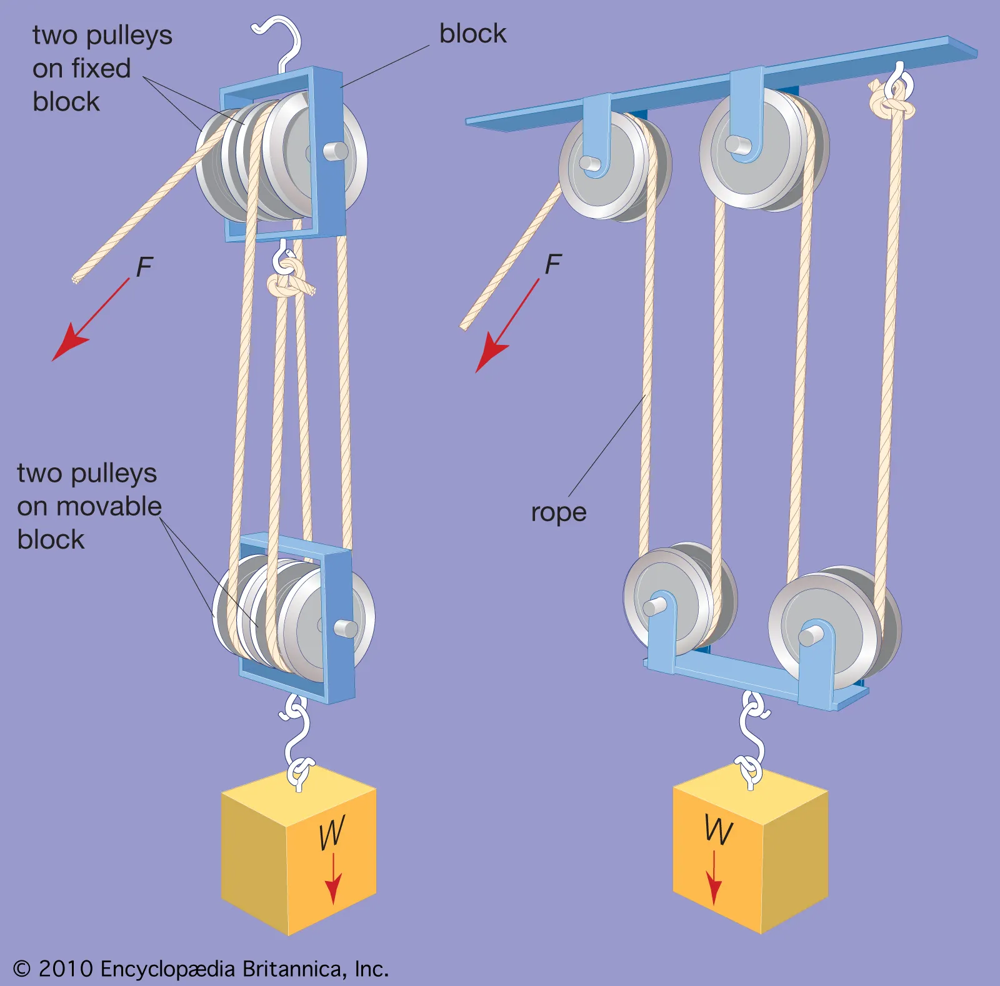 two pulleys
on fixed
block
block
F
F
two pulleys
on movable
block
rope
W
W
© 2010 Encyclopædia Britannica, Inc.